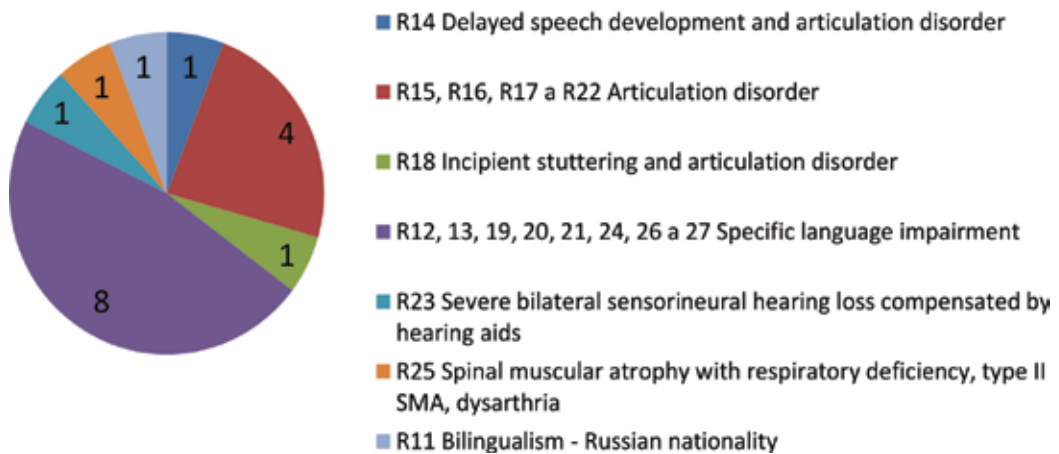 1
1
1
1
4
1
8
R14 Delayed speech development and articulation disorder
R15, R16, R17 a R22 Articulation disorder
R18 Incipient stuttering and articulation disorder
R12, 13, 19, 20, 21, 24, 26 a 27 Specific language impairment
R23 Severe bilateral sensorineural hearing loss compensated by
hearing aids
R25 Spinal muscular atrophy with respiratory deficiency, type II
SMA, dysarthria
R11 Bilingualism - Russian nationality